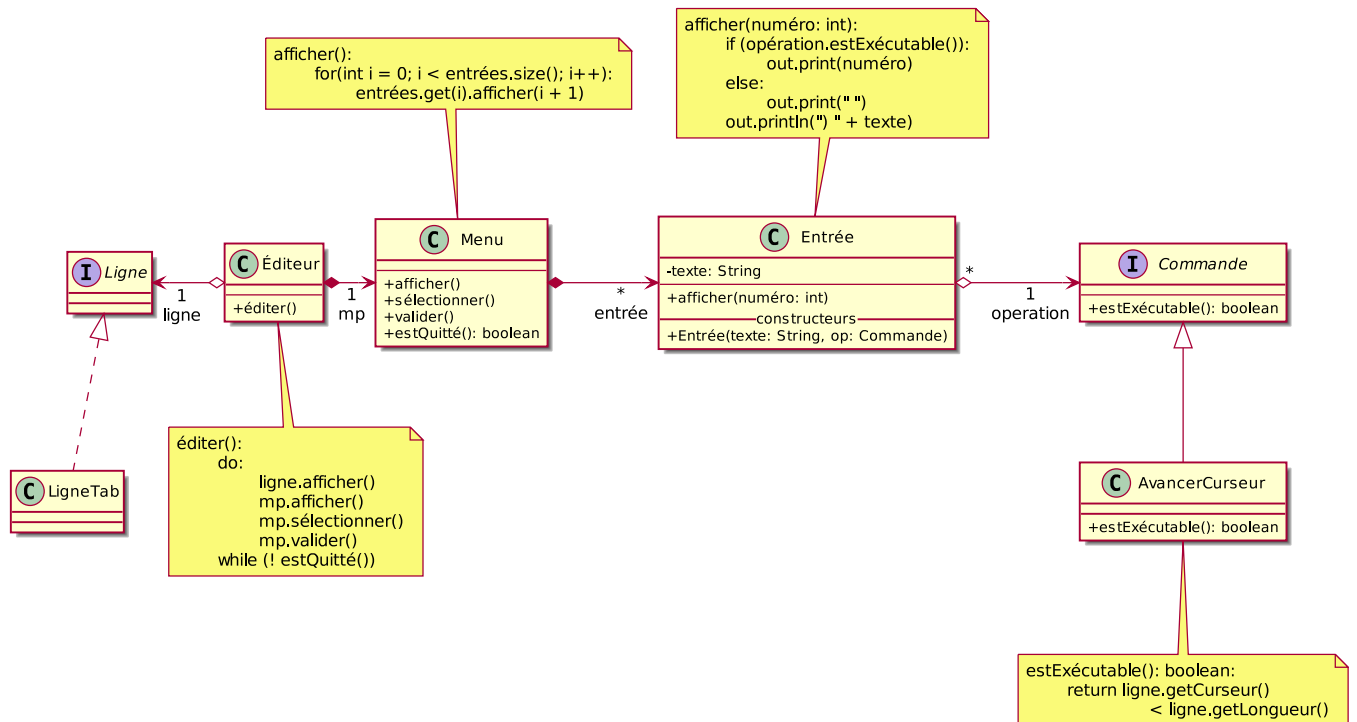 afficher():
for(int i = 0; i < entrées.size(); i++):
entrées.get(i).afficher(i + 1)
afficher(numéro: int):
if (opération.estExécutable()):
out.print(numéro)
else:
out.print(" ")
out.println(") " + texte)
I Ligne
1
ligne
C Éditeur
+éditer()
1
mp
C Menu
+afficher()
+sélectionner()
+valider()
+estQuitté(): boolean
*
entrée
C Entrée
-texte: String
+afficher(numéro: int)
constructeurs
+Entrée(texte: String, op: Commande)
*
1
operation
I Commande
+estExécutable(): boolean
C LigneTab
éditer():
do:
ligne.afficher()
mp.afficher()
mp.sélectionner()
mp.valider()
while (! estQuitté())
C AvancerCurseur
+estExécutable(): boolean
estExécutable(): boolean:
return ligne.getCurseur()
< ligne.getLongueur()